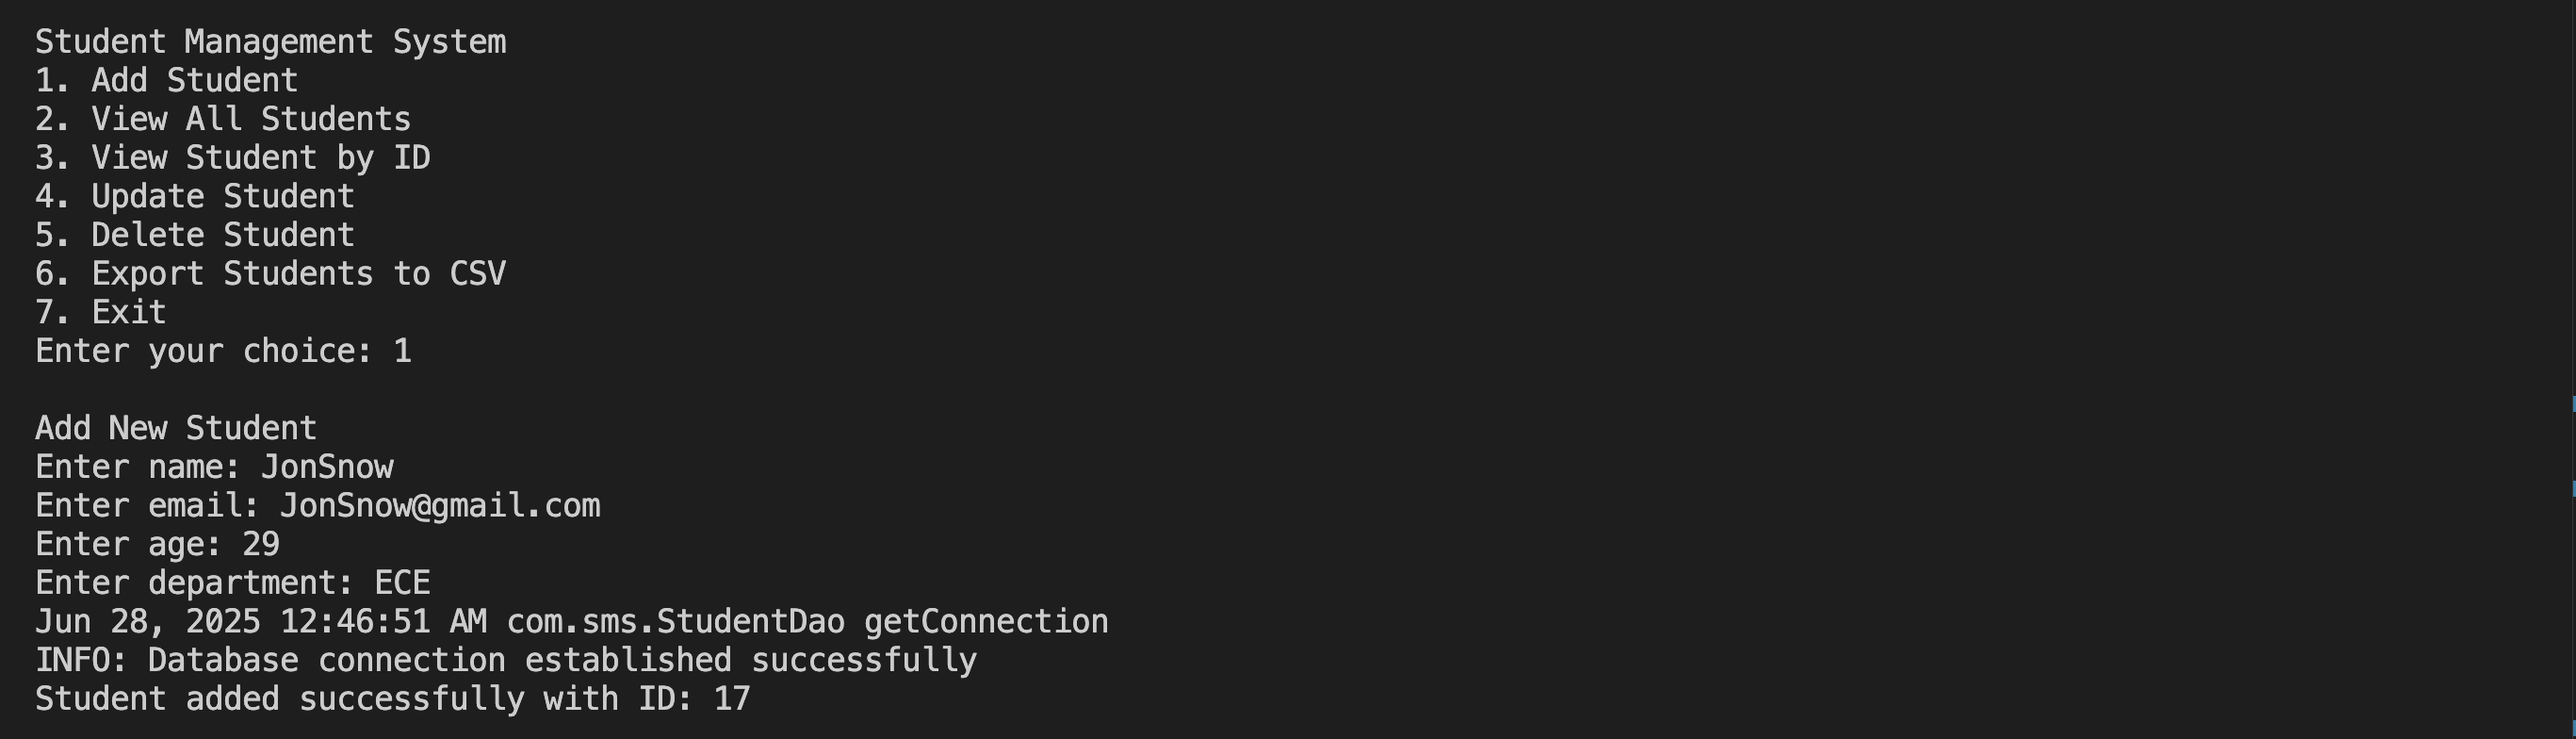 Student Management System
1. Add Student
2. View All Students
3. View Student by ID
4. Update Student
5. Delete Student
6. Export Students to CSV
7. Exit
Enter your choice: 1
Add New Student
Enter name: JonSnow
Enter email: JonSnow@gmail.com
Enter age: 29
Enter department: ECE
Jun 28, 2025 12:46:51 AM com.sms.StudentDao getConnection
INFO: Database connection established successfully
Student added successfully with ID: 17